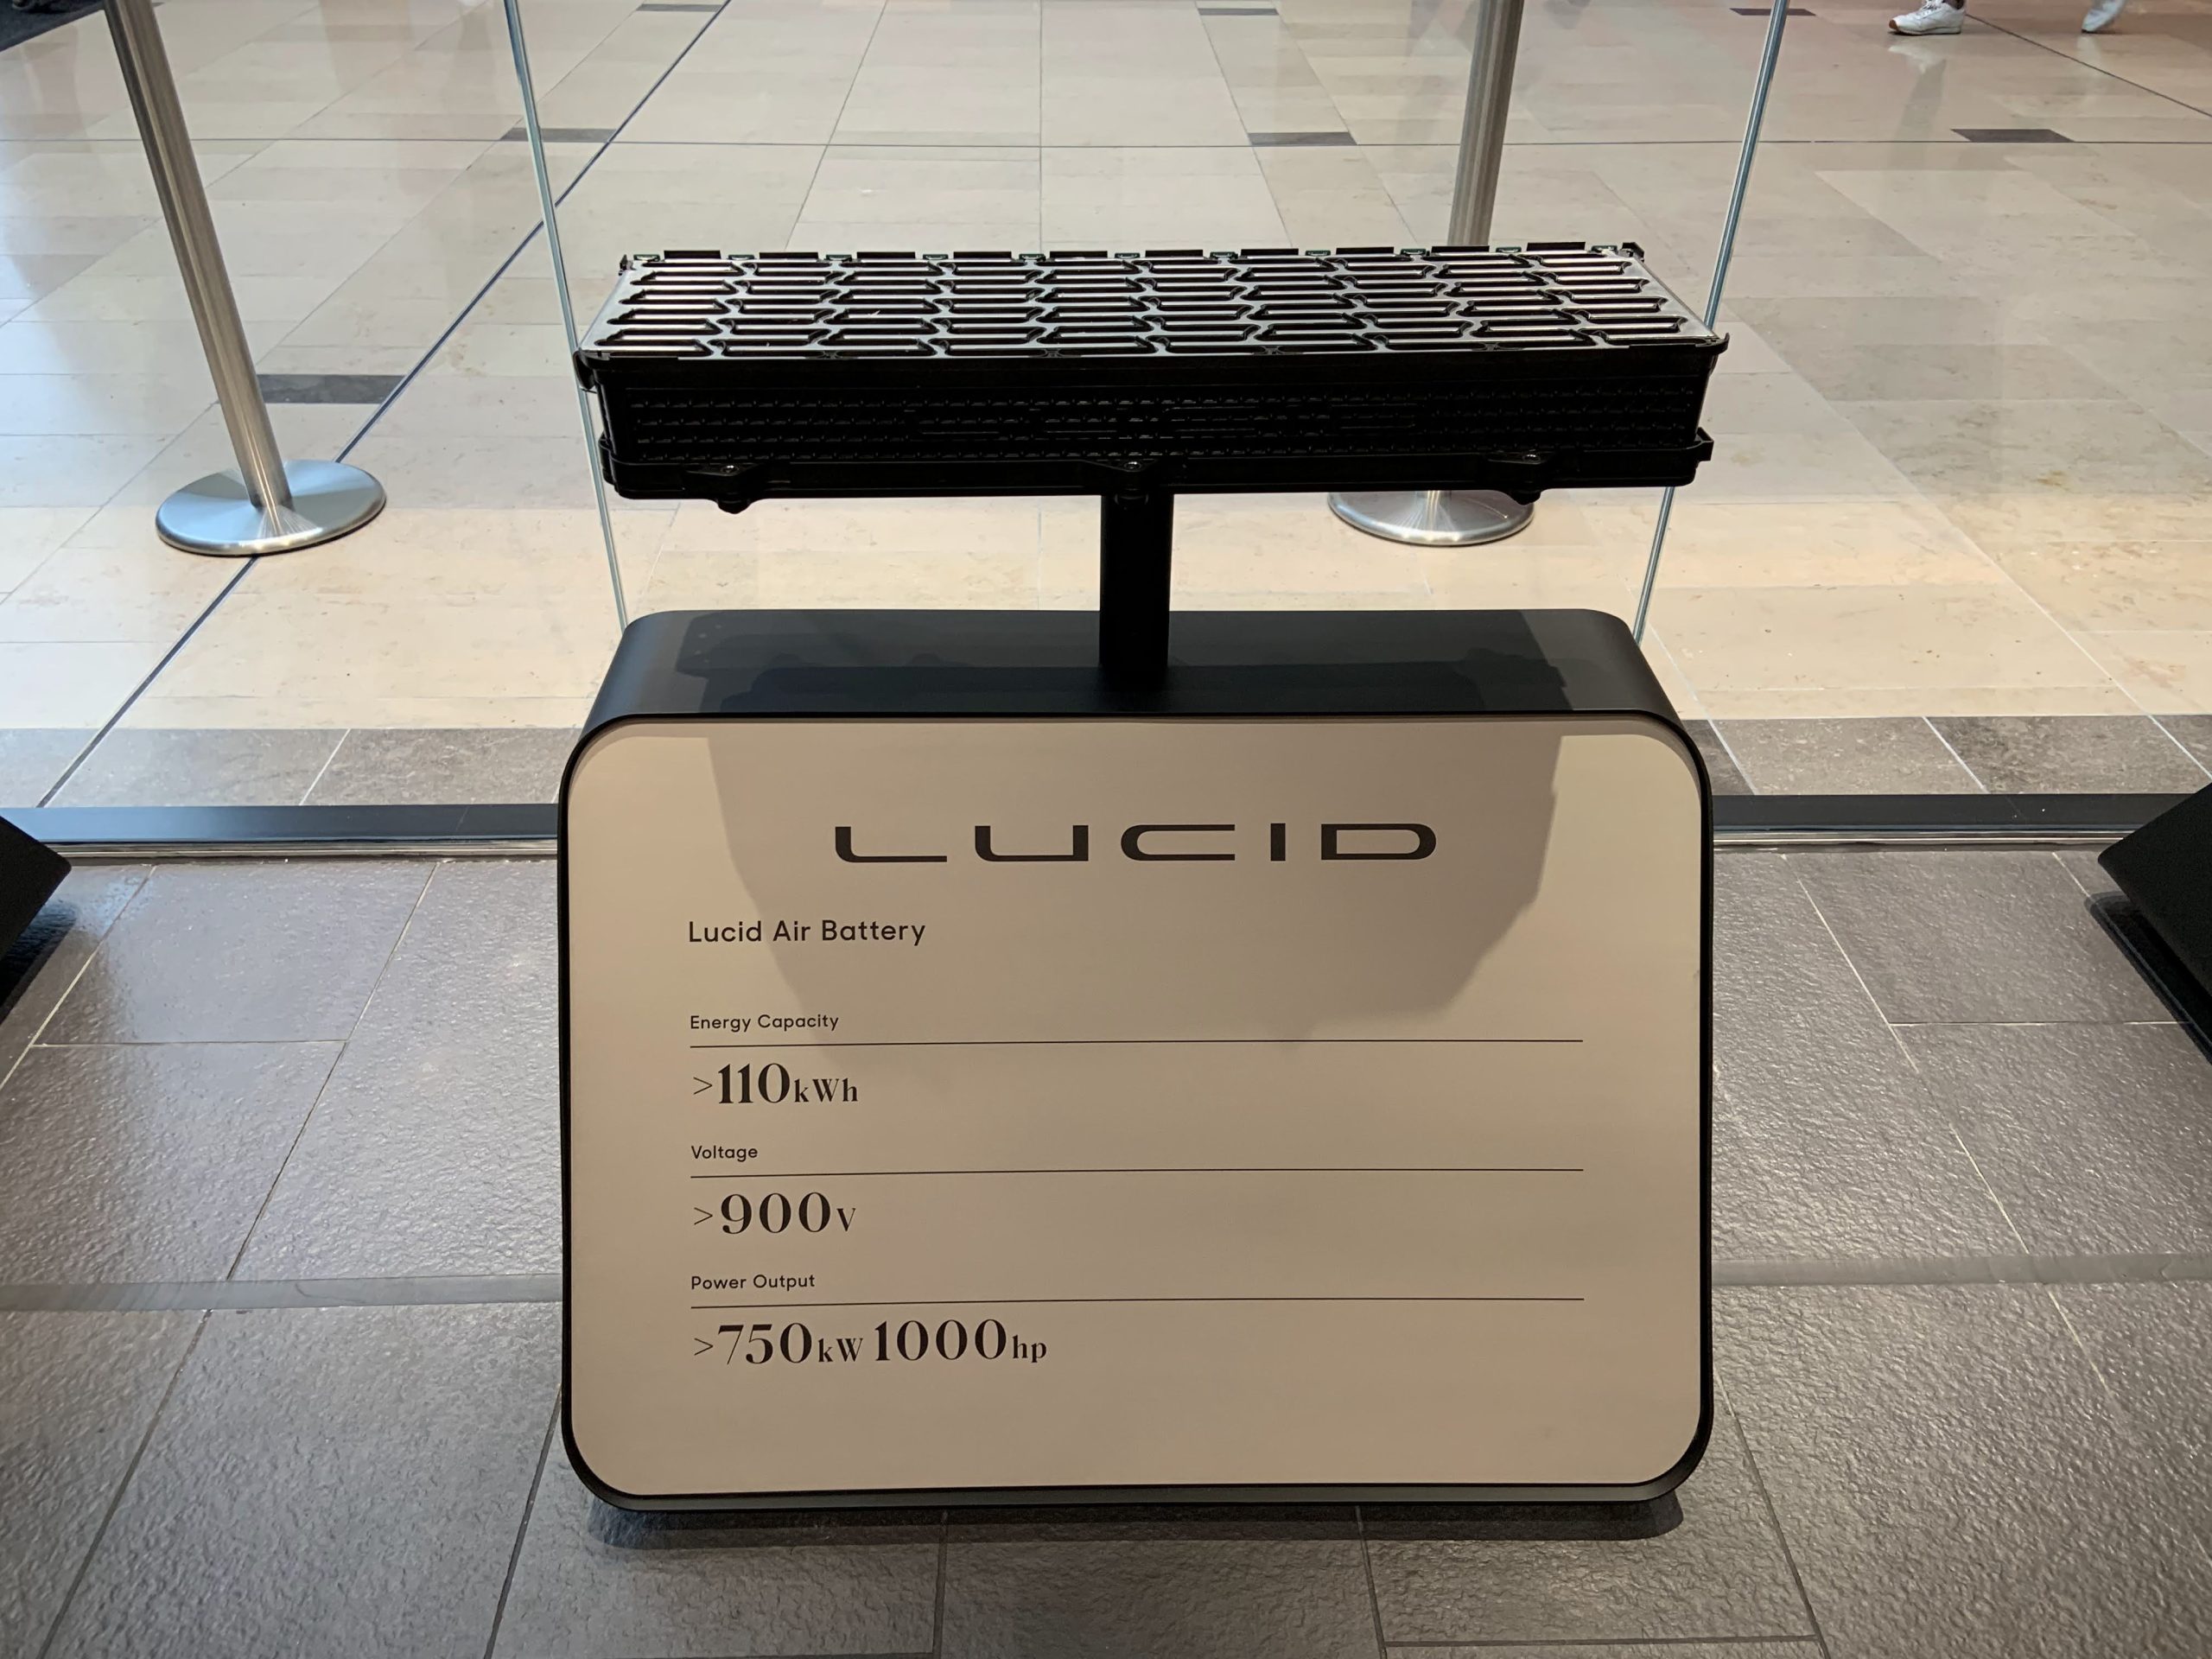 LUCID
Lucid Air Battery
Energy Capacity
>110kWh
Voltage
>900V
Power Output
>750kW 1000hp